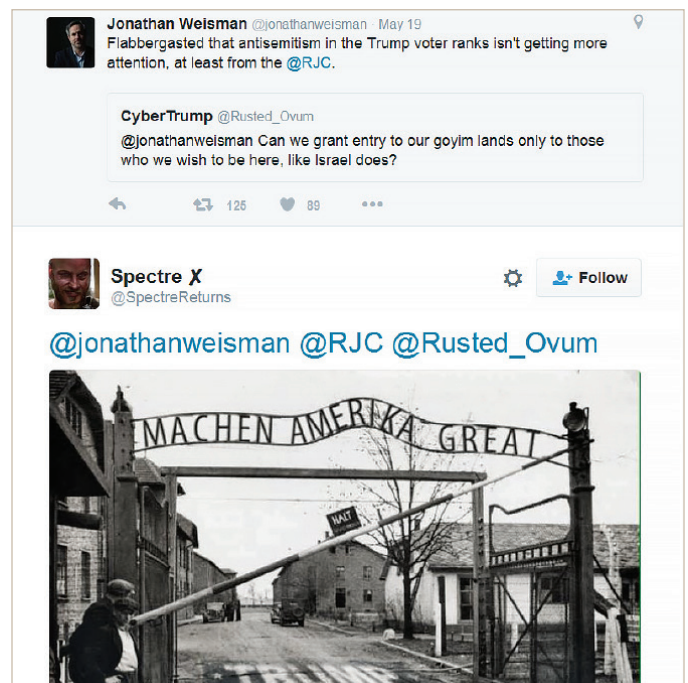 Jonathan Weisman @jonathanweisman · May 19
Flabbergasted that antisemitism in the Trump voter ranks isn't getting more
attention, at least from the @RJC.
CyberTrump @Rusted_Ovum
@jonathanweisman Can we grant entry to our goyim lands only to those
who we wish to be here, like Israel does?
125 89 •••
Spectre ✗
@SpectreReturns
Follow
@jonathanweisman @RJC @Rusted_Ovum
MACHEN AMERIKA GREAT
HALT
TRUMP